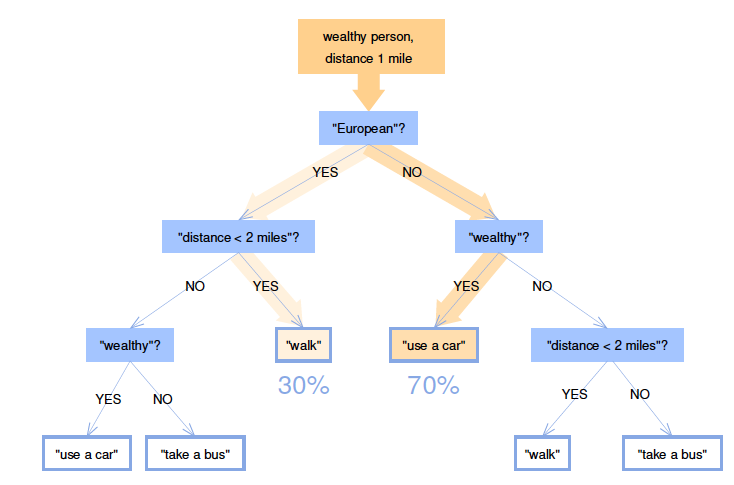 wealthy person,
distance 1 mile
"European"?
YES
NO
"distance < 2 miles"?
"wealthy"?
NO
YES
YES
NO
"wealthy"?
"walk"
"use a car"
"distance < 2 miles"?
30%
70%
YES
NO
YES
NO
"use a car"
"take a bus"
"walk"
"take a bus"